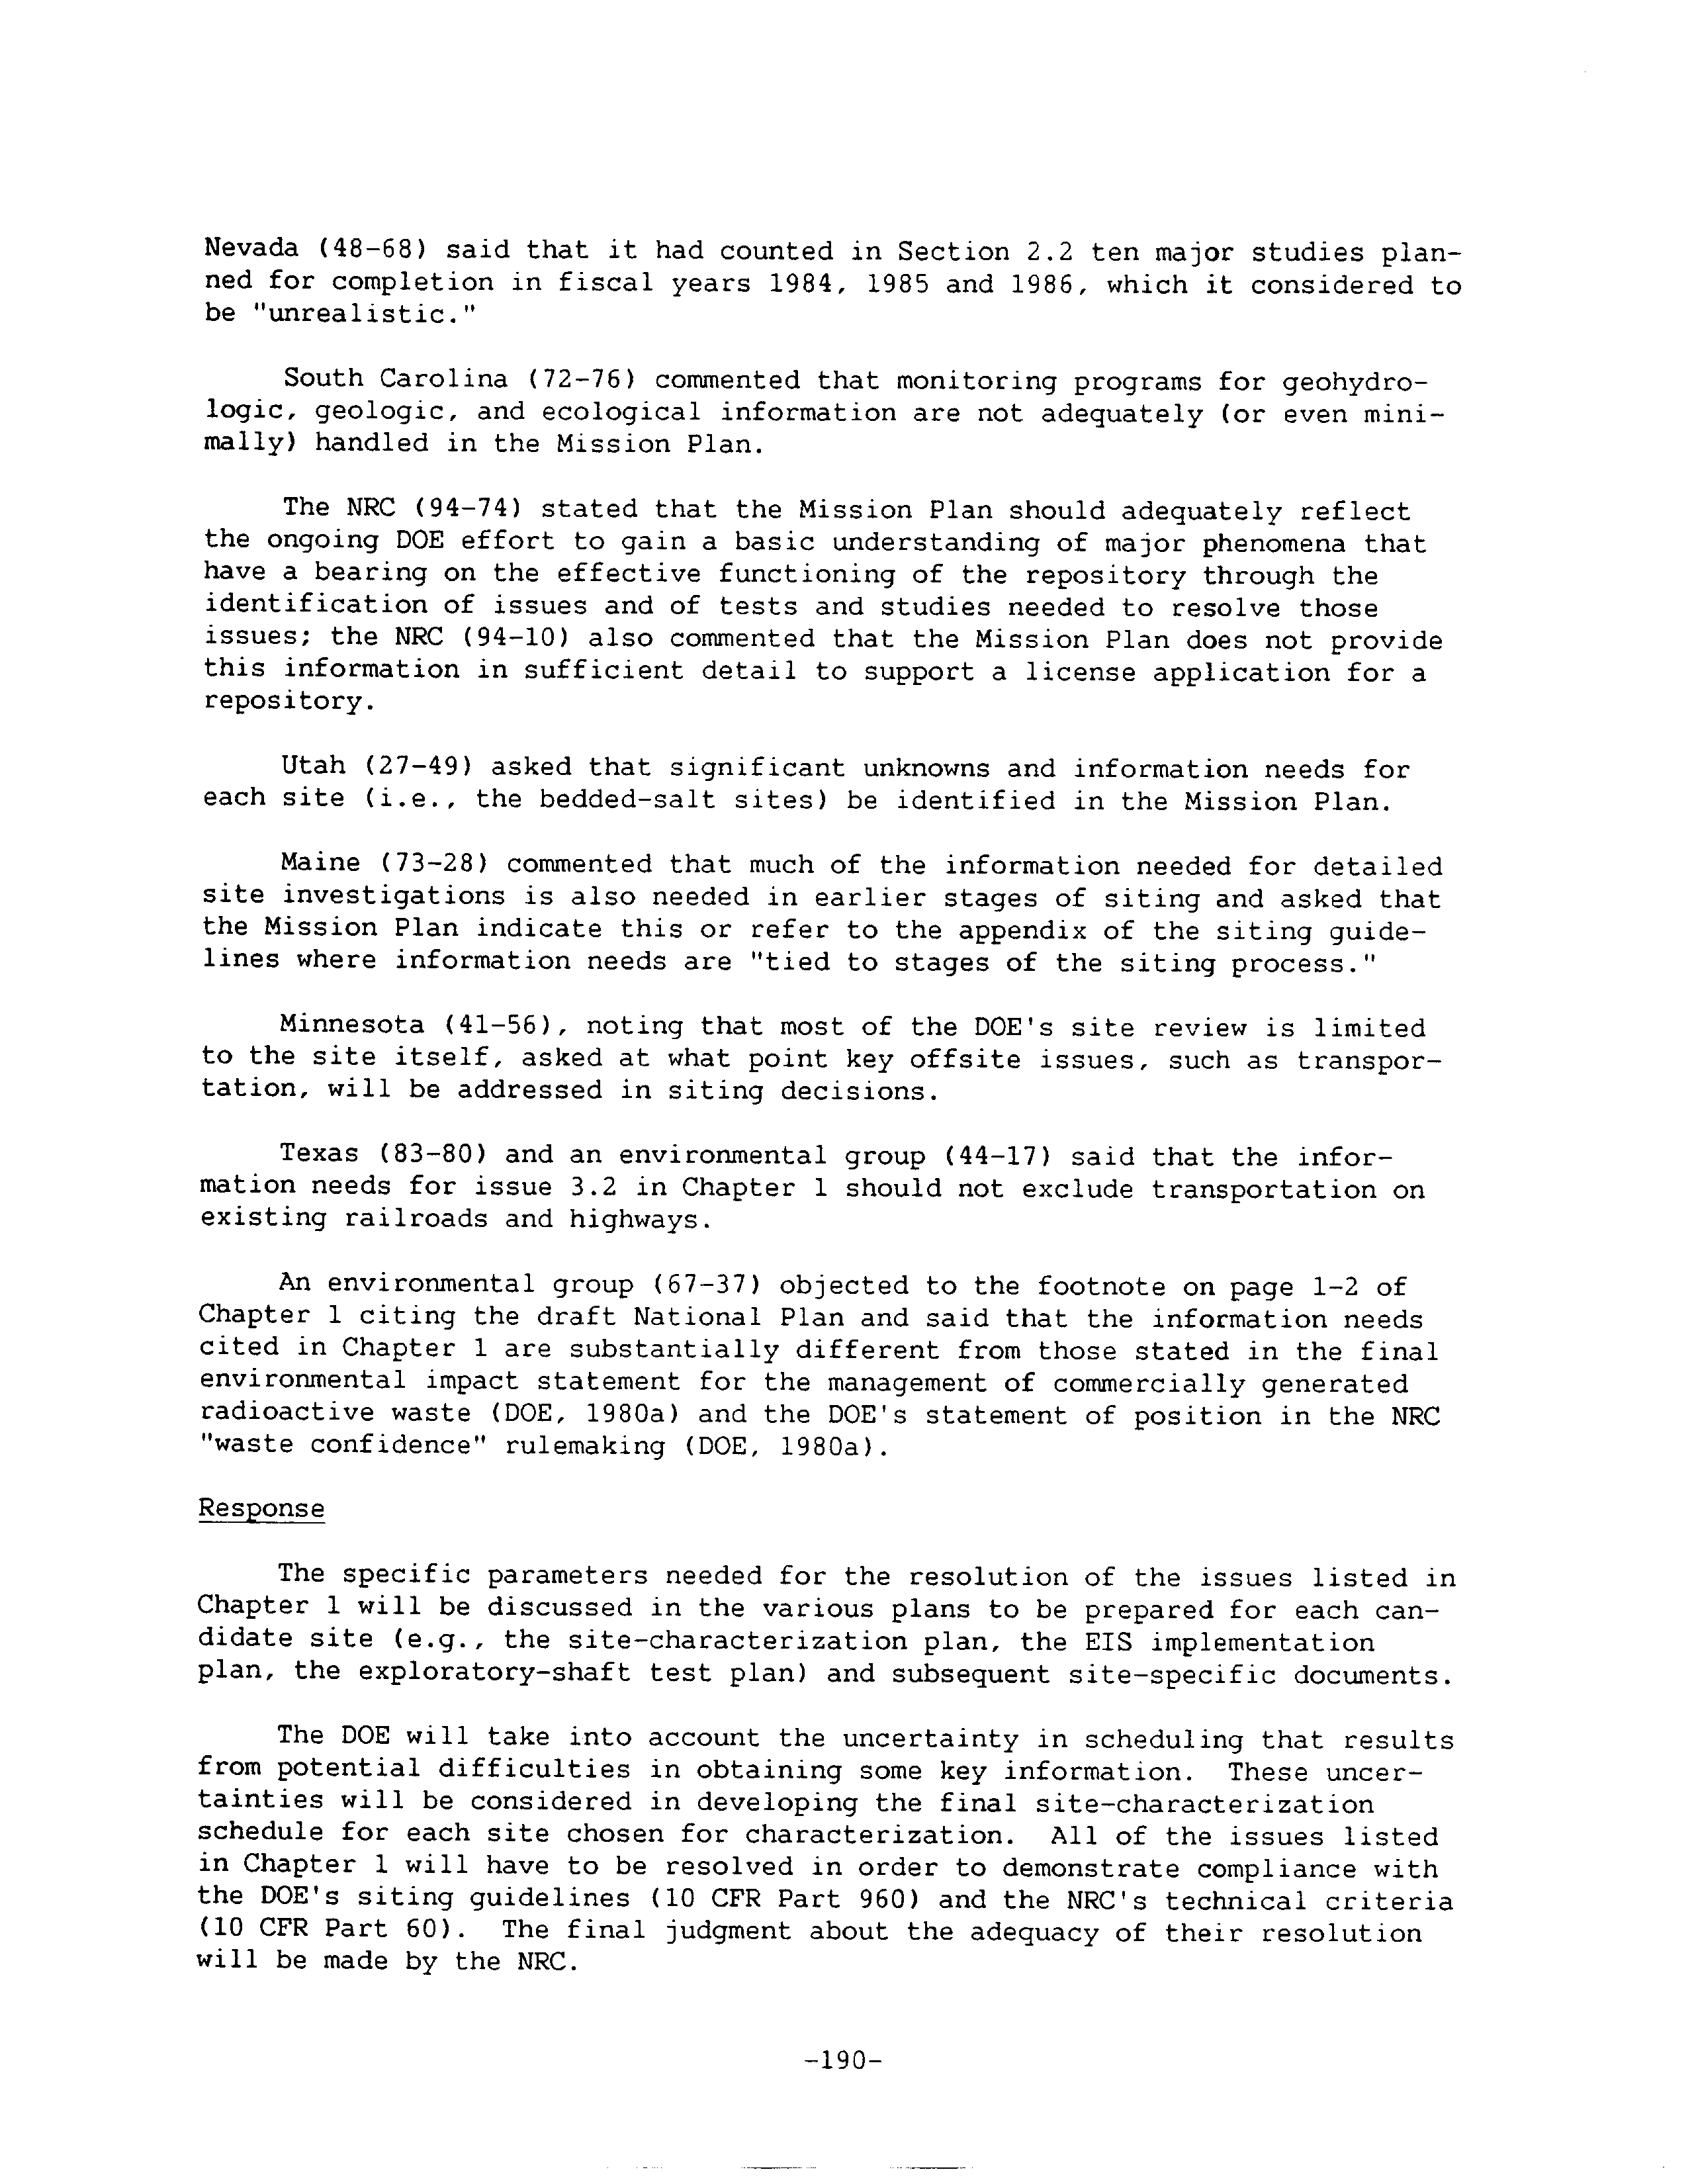 Nevada (48-68) said that it had counted in Section 2.2 ten major studies plan-
ned for completion in fiscal years 1984, 1985 and 1986, which it considered to
be "unrealistic."
South Carolina (72-76) commented that monitoring programs for geohydro-
logic, geologic, and ecological information are not adequately (or even mini-
mally) handled in the Mission Plan.
The NRC (94-74) stated that the Mission Plan should adequately reflect
the ongoing DOE effort to gain a basic understanding of major phenomena that
have a bearing on the effective functioning of the repository through the
identification of issues and of tests and studies needed to resolve those
issues; the NRC (94-10) also commented that the Mission Plan does not provide
this information in sufficient detail to support a license application for a
repository.
Utah (27-49) asked that significant unknowns and information needs for
each site (i.e., the bedded-salt sites) be identified in the Mission Plan.
Maine (73-28) commented that much of the information needed for detailed
site investigations is also needed in earlier stages of siting and asked that
the Mission Plan indicate this or refer to the appendix of the siting guide-
lines where information needs are "tied to stages of the siting process."
Minnesota (41-56), noting that most of the DOE's site review is limited
to the site itself, asked at what point key offsite issues, such as transpor-
tation, will be addressed in siting decisions.
Texas (83-80) and an environmental group (44-17) said that the infor-
mation needs for issue 3.2 in Chapter 1 should not exclude transportation on
existing railroads and highways.
An environmental group (67-37) objected to the footnote on page 1-2 of
Chapter 1 citing the draft National Plan and said that the information needs
cited in Chapter 1 are substantially different from those stated in the final
environmental impact statement for the management of commercially generated
radioactive waste (DOE, 1980a) and the DOE's statement of position in the NRC
"waste confidence" rulemaking (DOE, 1980a).
Response
The specific parameters needed for the resolution of the issues listed in
Chapter 1 will be discussed in the various plans to be prepared for each can-
didate site (e.g., the site-characterization plan, the EIS implementation
plan, the exploratory-shaft test plan) and subsequent site-specific documents.
The DOE will take into account the uncertainty in scheduling that results
from potential difficulties in obtaining some key information. These uncer-
tainties will be considered in developing the final site-characterization
schedule for each site chosen for characterization. All of the issues listed
in Chapter 1 will have to be resolved in order to demonstrate compliance with
the DOE's siting guidelines (10 CFR Part 960) and the NRC's technical criteria
(10 CFR Part 60). The final judgment about the adequacy of their resolution
will be made by the NRC.
-190-